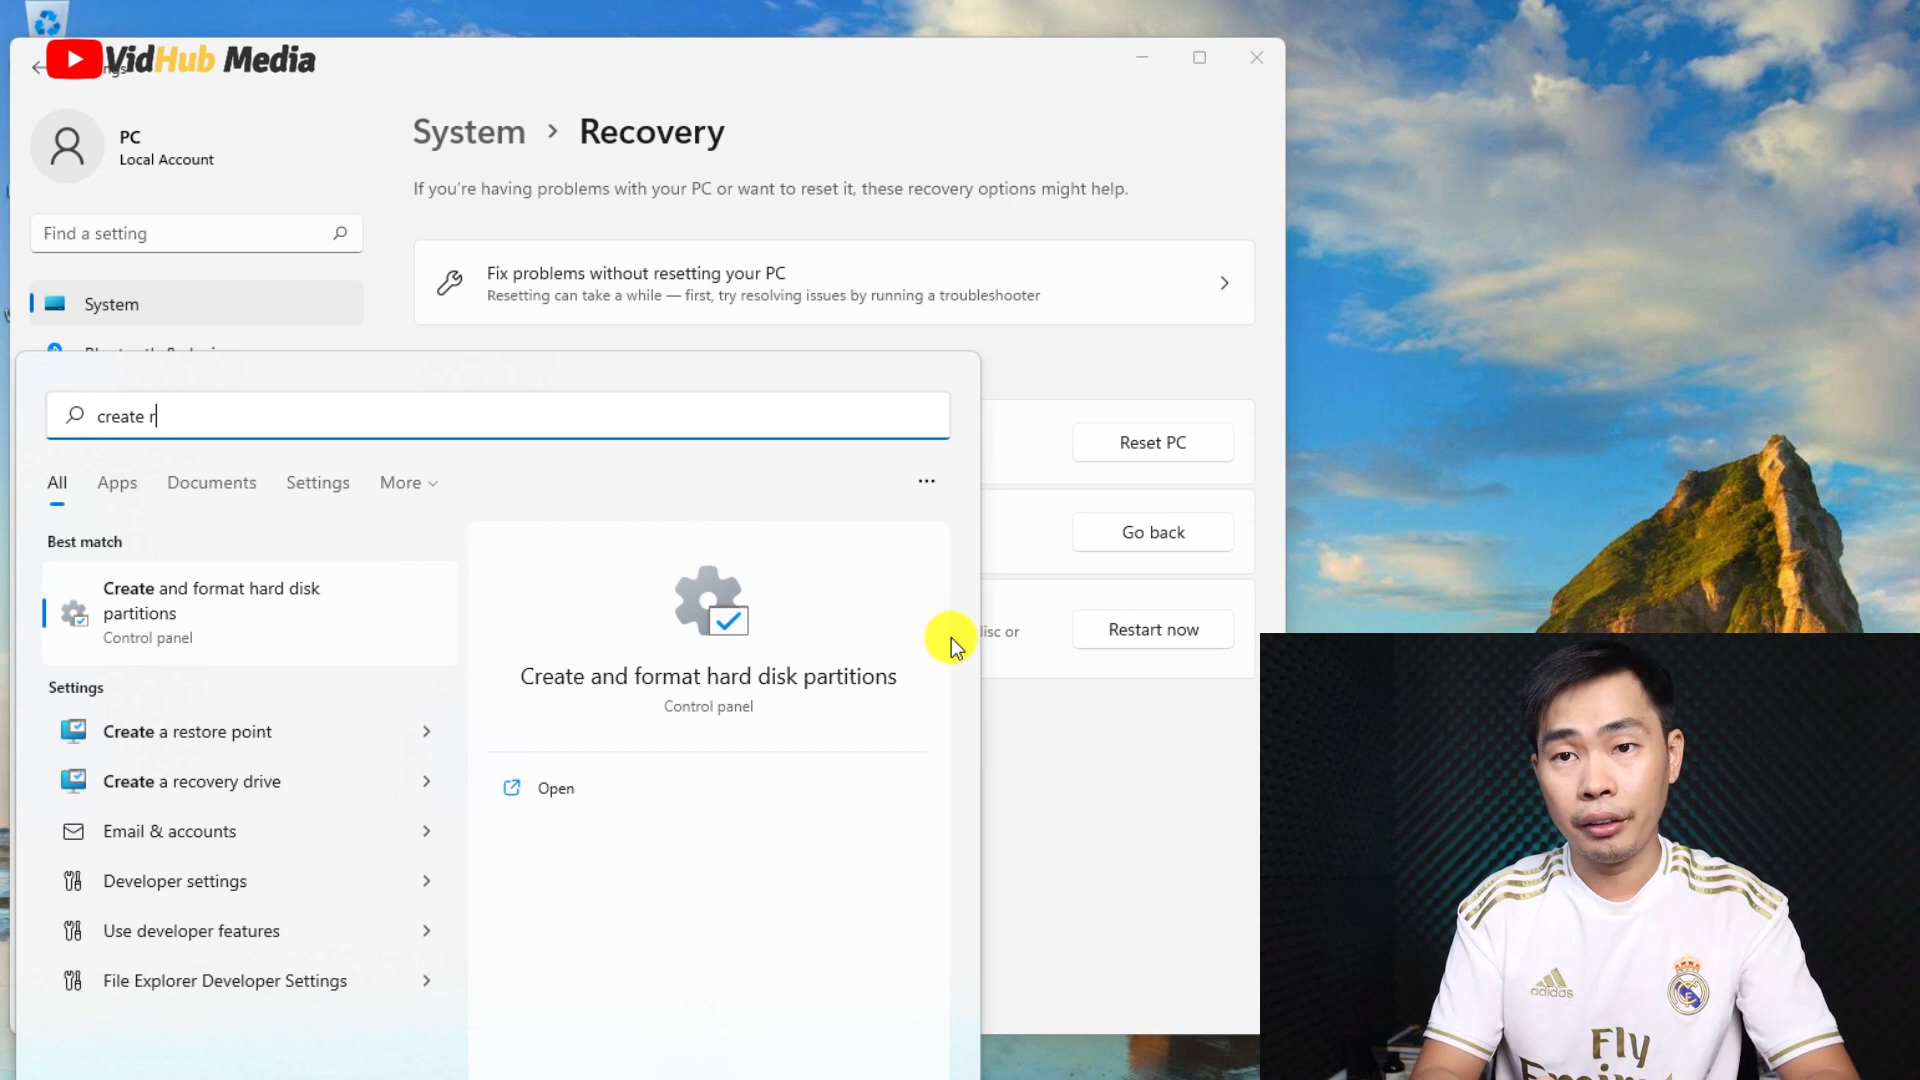 VidHub Media
PC
Local Account
Find a setting
System
System > Recovery
If you're having problems with your PC or want to reset it, these recovery options might help.
Fix problems without resetting your PC
Resetting can take a while — first, try resolving issues by running a troubleshooter
create r
All Apps Documents Settings More
Best match
Create and format hard disk
partitions
Control panel
Settings
Create a restore point
Create a recovery drive
Email & accounts
Developer settings
Use developer features
File Explorer Developer Settings
Create and format hard disk partitions
Control panel
Open
Reset PC
Go back
or
Restart now
adidas
Fly